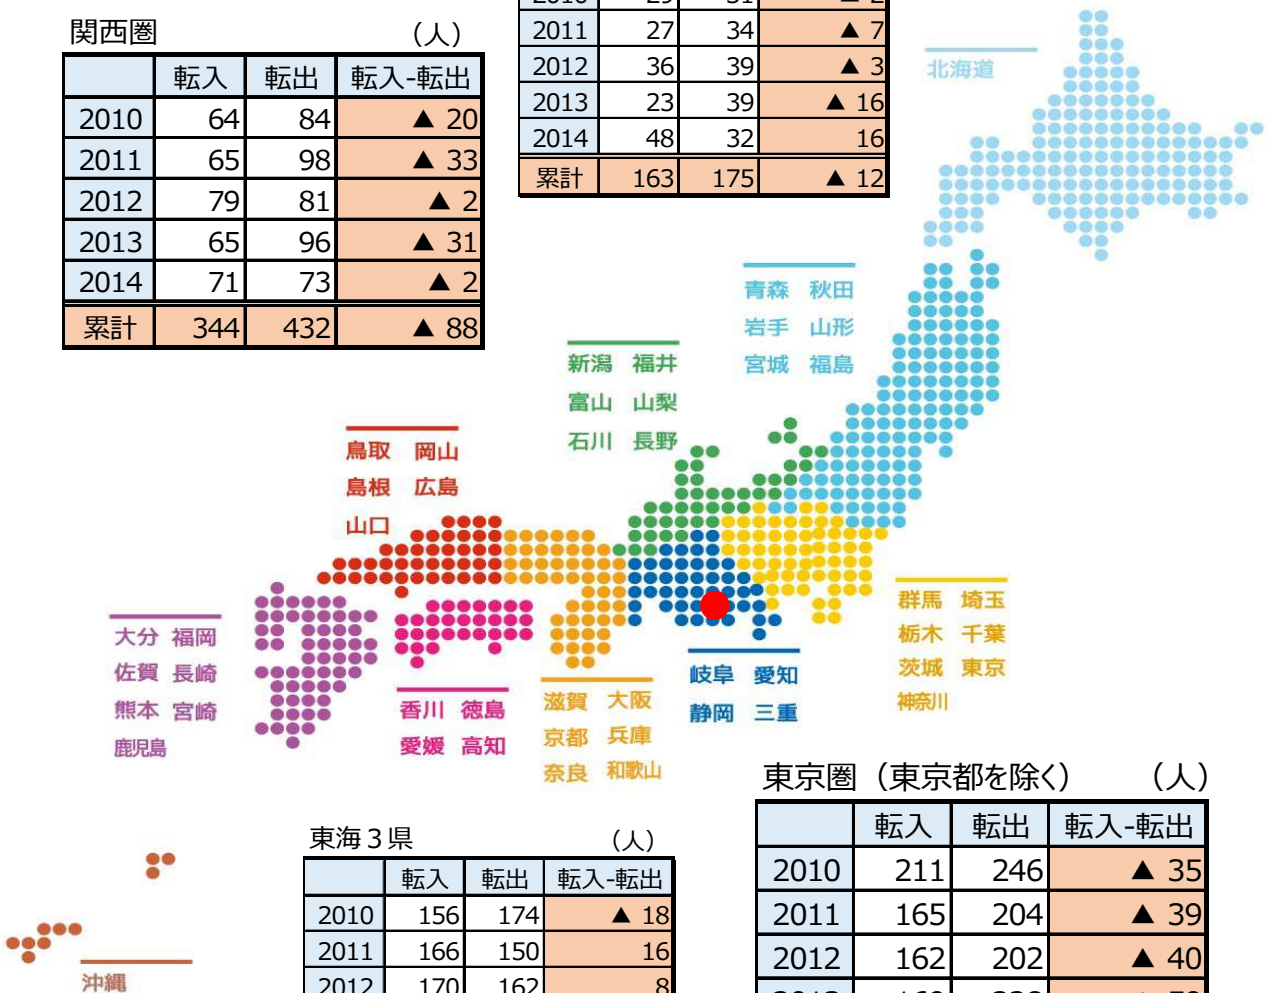 関西圏 （人）
転入 転出 転入-転出
2010 64 84 ▲ 20
2011 65 98 ▲ 33
2012 79 81 ▲ 2
2013 65 96 ▲ 31
2014 71 73 ▲ 2
累計 344 432 ▲ 88
2011 27 34 ▲ 7
2012 36 39 ▲ 3
2013 23 39 ▲ 16
2014 48 32 16
累計 163 175 ▲ 12
北海道
青森 秋田
岩手 山形
宮城 福島
新潟 福井
富山 山梨
石川 長野
鳥取 岡山
島根 広島
山口
群馬 埼玉
栃木 千葉
茨城 東京
神奈川
大分 福岡
佐賀 長崎
熊本 宮崎
鹿児島
香川 徳島
愛媛 高知
滋賀 大阪
京都 兵庫
奈良 和歌山
岐阜 愛知
静岡 三重
沖縄
東海３県 （人）
転入 転出 転入-転出
2010 156 174 ▲ 18
2011 166 150 16
2012 170 162 8
東京圏（東京都を除く） （人）
転入 転出 転入-転出
2010 211 246 ▲ 35
2011 165 204 ▲ 39
2012 162 202 ▲ 40